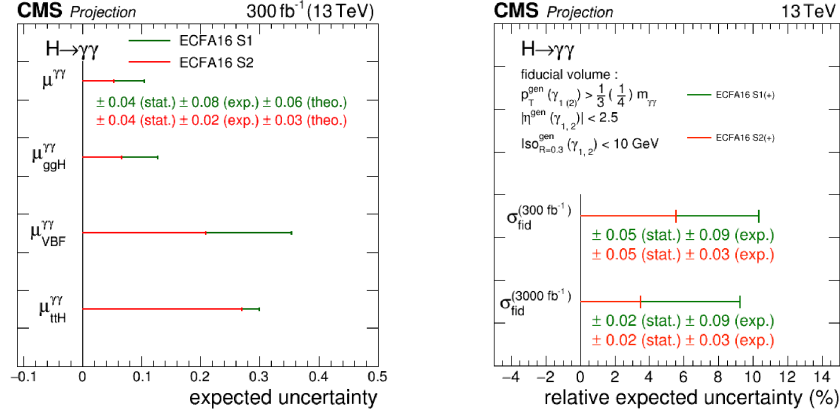 CMS Projection 300 fb⁻¹ (13 TeV)
H→γγ
ECFA16 S1
ECFA16 S2
μ^γγ
± 0.04 (stat.) ± 0.08 (exp.) ± 0.06 (theo.)
± 0.04 (stat.) ± 0.02 (exp.) ± 0.03 (theo.)
μ^γγ_ggH
μ^γγ_VBF
μ^γγ_ttH
−0.1 0 0.1 0.2 0.3 0.4 0.5
expected uncertainty
CMS Projection 13 TeV
H→γγ
fiducial volume :
p_T^gen (γ_1 (2)) > 1/3 ( 1/4 ) m_γγ
|η^gen (γ_1, 2)| < 2.5
Iso_R=0.3^gen (γ_1, 2) < 10 GeV
ECFA16 S1(+)
ECFA16 S2(+)
σ_fid^(300 fb⁻¹)
± 0.05 (stat.) ± 0.09 (exp.)
± 0.05 (stat.) ± 0.03 (exp.)
σ_fid^(3000 fb⁻¹)
± 0.02 (stat.) ± 0.09 (exp.)
± 0.02 (stat.) ± 0.03 (exp.)
−4 −2 0 2 4 6 8 10 12 14
relative expected uncertainty (%)